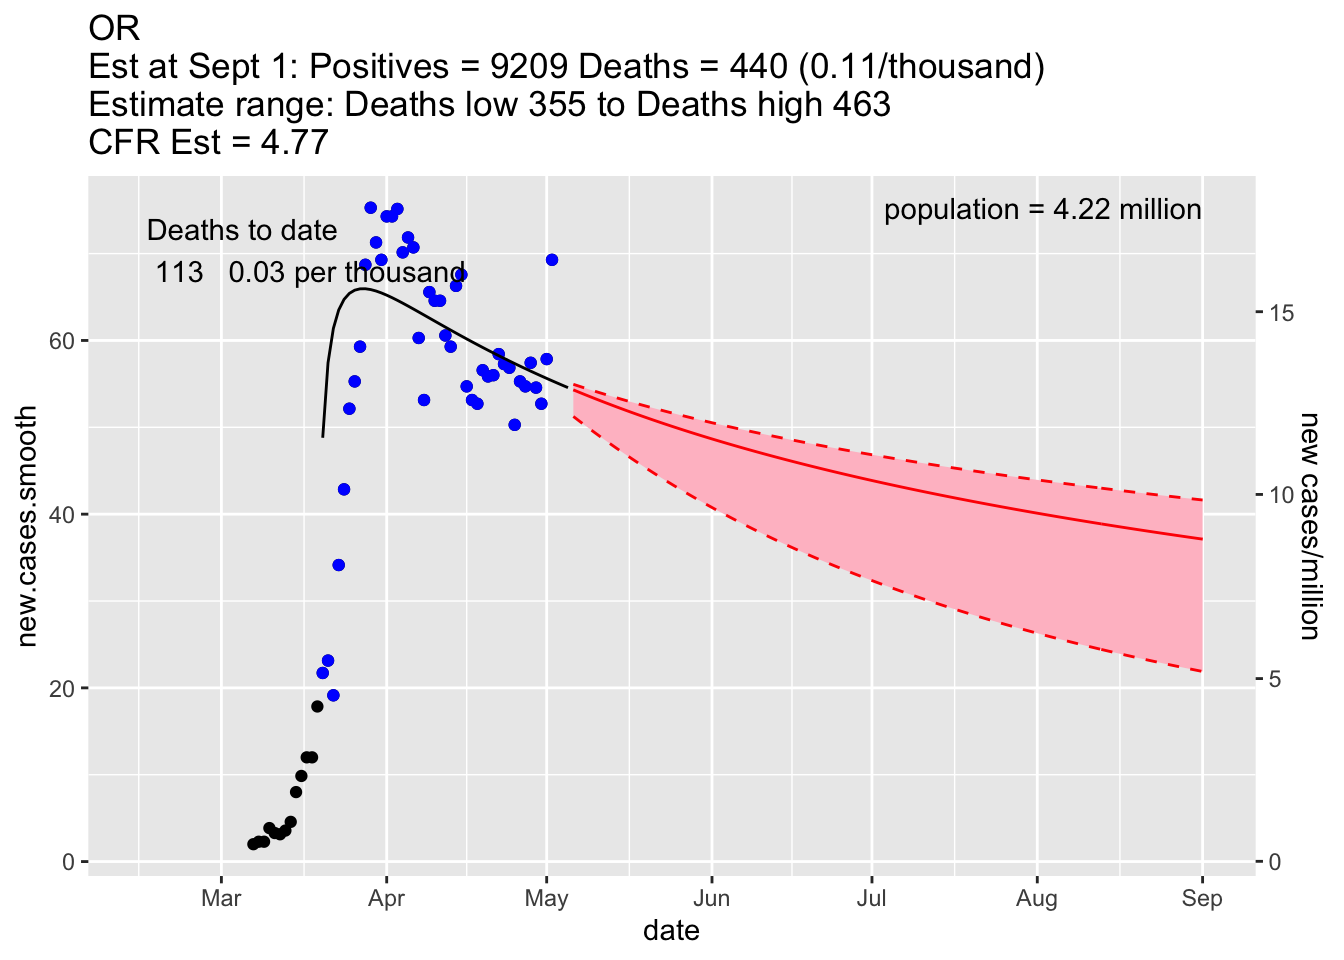 OR
Est at Sept 1: Positives = 9209 Deaths = 440 (0.11/thousand)
Estimate range: Deaths low 355 to Deaths high 463
CFR Est = 4.77
Deaths to date
113 0.03 per thousand
population = 4.22 million
60
40
20
0
new.cases.smooth
15
10
5
0
new cases/million
Mar Apr May Jun Jul Aug Sep
date